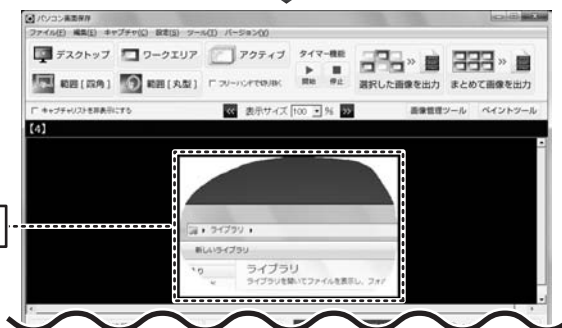 パソコン画面保存
ファイル(F) 編集(E) キャプチャ(C) 設定(S) ツール(T) バージョン(V)
デスクトップ ワークエリア アクティブ タイマー機能
範囲 [四角] 範囲 [丸型] フリーハンドで切り抜く 開始 停止 選択した画像を出力 まとめて画像を出力
キャプチャリストを非表示にする 表示サイズ 100 % 画像管理ツール ペイントツール
【4】
ライブラリ
新しいライブラリ
ライブラリ
ライブラリを開いてファイルを表示し、フォ